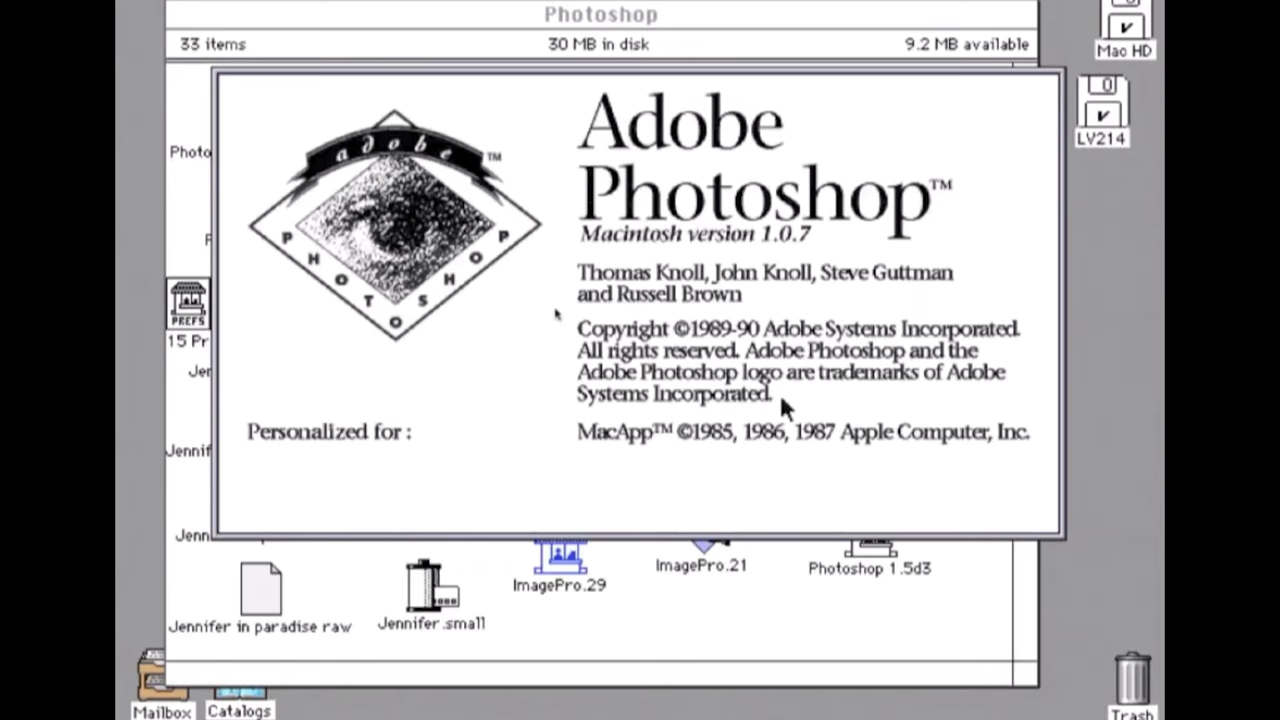 Photoshop
33 items 30 MB in disk 9.2 MB available
Mac HD
LV214
adobe™
PHOTOSHOP
Adobe
Photoshop™
Macintosh version 1.0.7
Thomas Knoll, John Knoll, Steve Guttman
and Russell Brown
Copyright ©1989-90 Adobe Systems Incorporated.
All rights reserved. Adobe Photoshop and the
Adobe Photoshop logo are trademarks of Adobe
Systems Incorporated.
Personalized for :
MacApp™ ©1985, 1986, 1987 Apple Computer, Inc.
Photo
PREFS
15 Pr
Jer
Jennif
Jenn
ImagePro.29
ImagePro.21
Photoshop 1.5d3
Jennifer in paradise raw
Jennifer.small
Mailbox
Catalogs
Trash